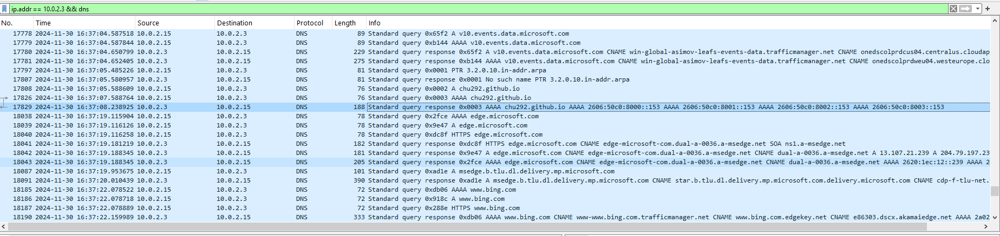 ip.addr == 10.0.2.3 && dns
No. Time Source Destination Protocol Length Info
17778 2024-11-30 16:37:04.587518 10.0.2.15 10.0.2.3 DNS 89 Standard query 0x65f2 A v10.events.data.microsoft.com
17779 2024-11-30 16:37:04.587844 10.0.2.15 10.0.2.3 DNS 89 Standard query 0xb144 AAAA v10.events.data.microsoft.com
17780 2024-11-30 16:37:04.650799 10.0.2.3 10.0.2.15 DNS 229 Standard query response 0x65f2 A v10.events.data.microsoft.com CNAME win-global-asimov-leafs-events-data.trafficmanager.net CNAME onedscolprdcus04.centralus.cloudap
17781 2024-11-30 16:37:04.652405 10.0.2.3 10.0.2.15 DNS 275 Standard query response 0xb144 AAAA v10.events.data.microsoft.com CNAME win-global-asimov-leafs-events-data.trafficmanager.net CNAME onedscolprdweu04.westeurope.clo
17797 2024-11-30 16:37:05.485226 10.0.2.15 10.0.2.3 DNS 81 Standard query 0x0001 PTR 3.2.0.10.in-addr.arpa
17807 2024-11-30 16:37:05.580957 10.0.2.3 10.0.2.15 DNS 81 Standard query response 0x0001 No such name PTR 3.2.0.10.in-addr.arpa
17808 2024-11-30 16:37:05.588609 10.0.2.15 10.0.2.3 DNS 76 Standard query 0x0002 A chu292.github.io
17826 2024-11-30 16:37:07.588764 10.0.2.15 10.0.2.3 DNS 76 Standard query 0x0003 AAAA chu292.github.io
17829 2024-11-30 16:37:08.238925 10.0.2.3 10.0.2.15 DNS 188 Standard query response 0x0003 AAAA chu292.github.io AAAA 2606:50c0:8000::153 AAAA 2606:50c0:8001::153 AAAA 2606:50c0:8002::153 AAAA 2606:50c0:8003::153
18038 2024-11-30 16:37:19.115904 10.0.2.15 10.0.2.3 DNS 78 Standard query 0x2fce AAAA edge.microsoft.com
18039 2024-11-30 16:37:19.116126 10.0.2.15 10.0.2.3 DNS 78 Standard query 0x9e47 A edge.microsoft.com
18040 2024-11-30 16:37:19.116258 10.0.2.15 10.0.2.3 DNS 78 Standard query 0xdc8f HTTPS edge.microsoft.com
18041 2024-11-30 16:37:19.181219 10.0.2.3 10.0.2.15 DNS 182 Standard query response 0xdc8f HTTPS edge.microsoft.com CNAME edge-microsoft-com.dual-a-0036.a-msedge.net SOA ns1.a-msedge.net
18042 2024-11-30 16:37:19.188345 10.0.2.3 10.0.2.15 DNS 181 Standard query response 0x9e47 A edge.microsoft.com CNAME edge-microsoft-com.dual-a-0036.a-msedge.net CNAME dual-a-0036.a-msedge.net A 13.107.21.239 A 204.79.197.23
18043 2024-11-30 16:37:19.188345 10.0.2.3 10.0.2.15 DNS 205 Standard query response 0x2fce AAAA edge.microsoft.com CNAME edge-microsoft-com.dual-a-0036.a-msedge.net CNAME dual-a-0036.a-msedge.net AAAA 2620:1ec:12::239 AAAA 2
18087 2024-11-30 16:37:19.953675 10.0.2.15 10.0.2.3 DNS 101 Standard query 0xad1e A msedge.b.tlu.dl.delivery.mp.microsoft.com
18091 2024-11-30 16:37:20.010439 10.0.2.3 10.0.2.15 DNS 390 Standard query response 0xad1e A msedge.b.tlu.dl.delivery.mp.microsoft.com CNAME star.b.tlu.dl.delivery.mp.microsoft.com.delivery.microsoft.com CNAME cdp-f-tlu-net.
18185 2024-11-30 16:37:22.078522 10.0.2.15 10.0.2.3 DNS 72 Standard query 0xdb06 AAAA www.bing.com
18186 2024-11-30 16:37:22.078718 10.0.2.15 10.0.2.3 DNS 72 Standard query 0x918c A www.bing.com
18187 2024-11-30 16:37:22.078889 10.0.2.15 10.0.2.3 DNS 72 Standard query 0x288e HTTPS www.bing.com
18190 2024-11-30 16:37:22.159989 10.0.2.3 10.0.2.15 DNS 333 Standard query response 0xdb06 AAAA www.bing.com CNAME www-www.bing.com.trafficmanager.net CNAME www.bing.com.edgekey.net CNAME e86303.dscx.akamaiedge.net AAAA 2a02